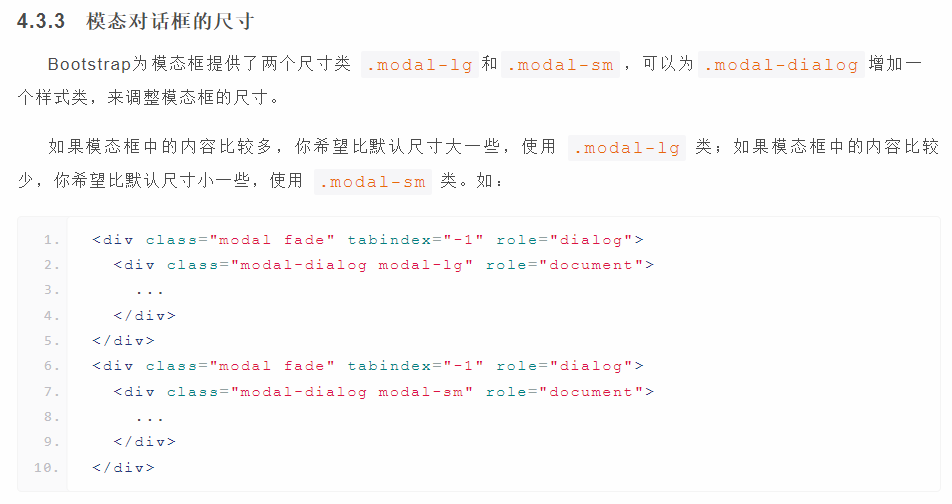 4.3.3 模态对话框的尺寸
Bootstrap为模态框提供了两个尺寸类 .modal-lg 和 .modal-sm ，可以为 .modal-dialog 增加一
个样式类，来调整模态框的尺寸。
如果模态框中的内容比较多，你希望比默认尺寸大一些，使用 .modal-lg 类；如果模态框中的内容比较
少，你希望比默认尺寸小一些，使用 .modal-sm 类。如：
1. <div class="modal fade" tabindex="-1" role="dialog">
2. <div class="modal-dialog modal-lg" role="document">
3. ...
4. </div>
5. </div>
6. <div class="modal fade" tabindex="-1" role="dialog">
7. <div class="modal-dialog modal-sm" role="document">
8. ...
9. </div>
10. </div>